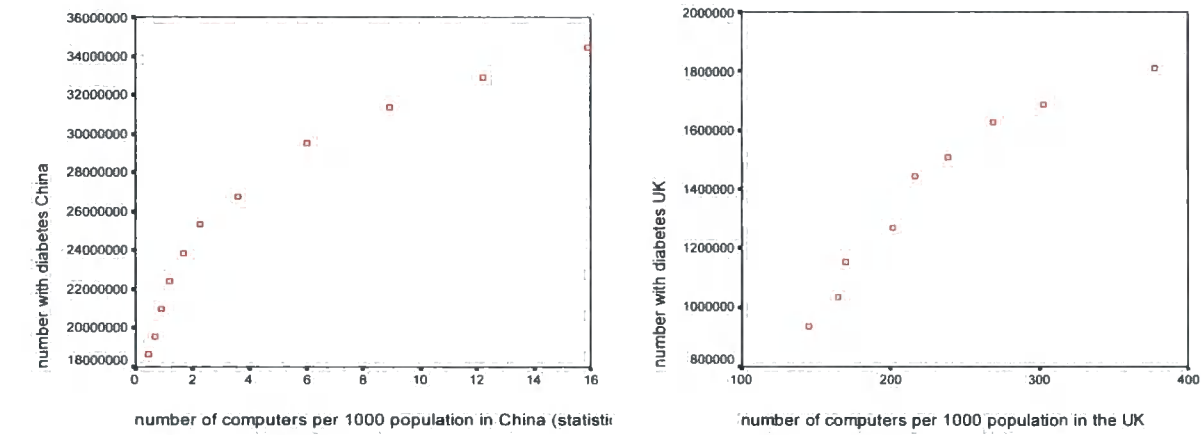 number with diabetes China
36000000
34000000
32000000
30000000
28000000
26000000
24000000
22000000
20000000
18000000
0 2 4 6 8 10 12 14 16
number of computers per 1000 population in China (statistic
number with diabetes UK
2000000
1800000
1600000
1400000
1200000
1000000
800000
100 200 300 400
number of computers per 1000 population in the UK